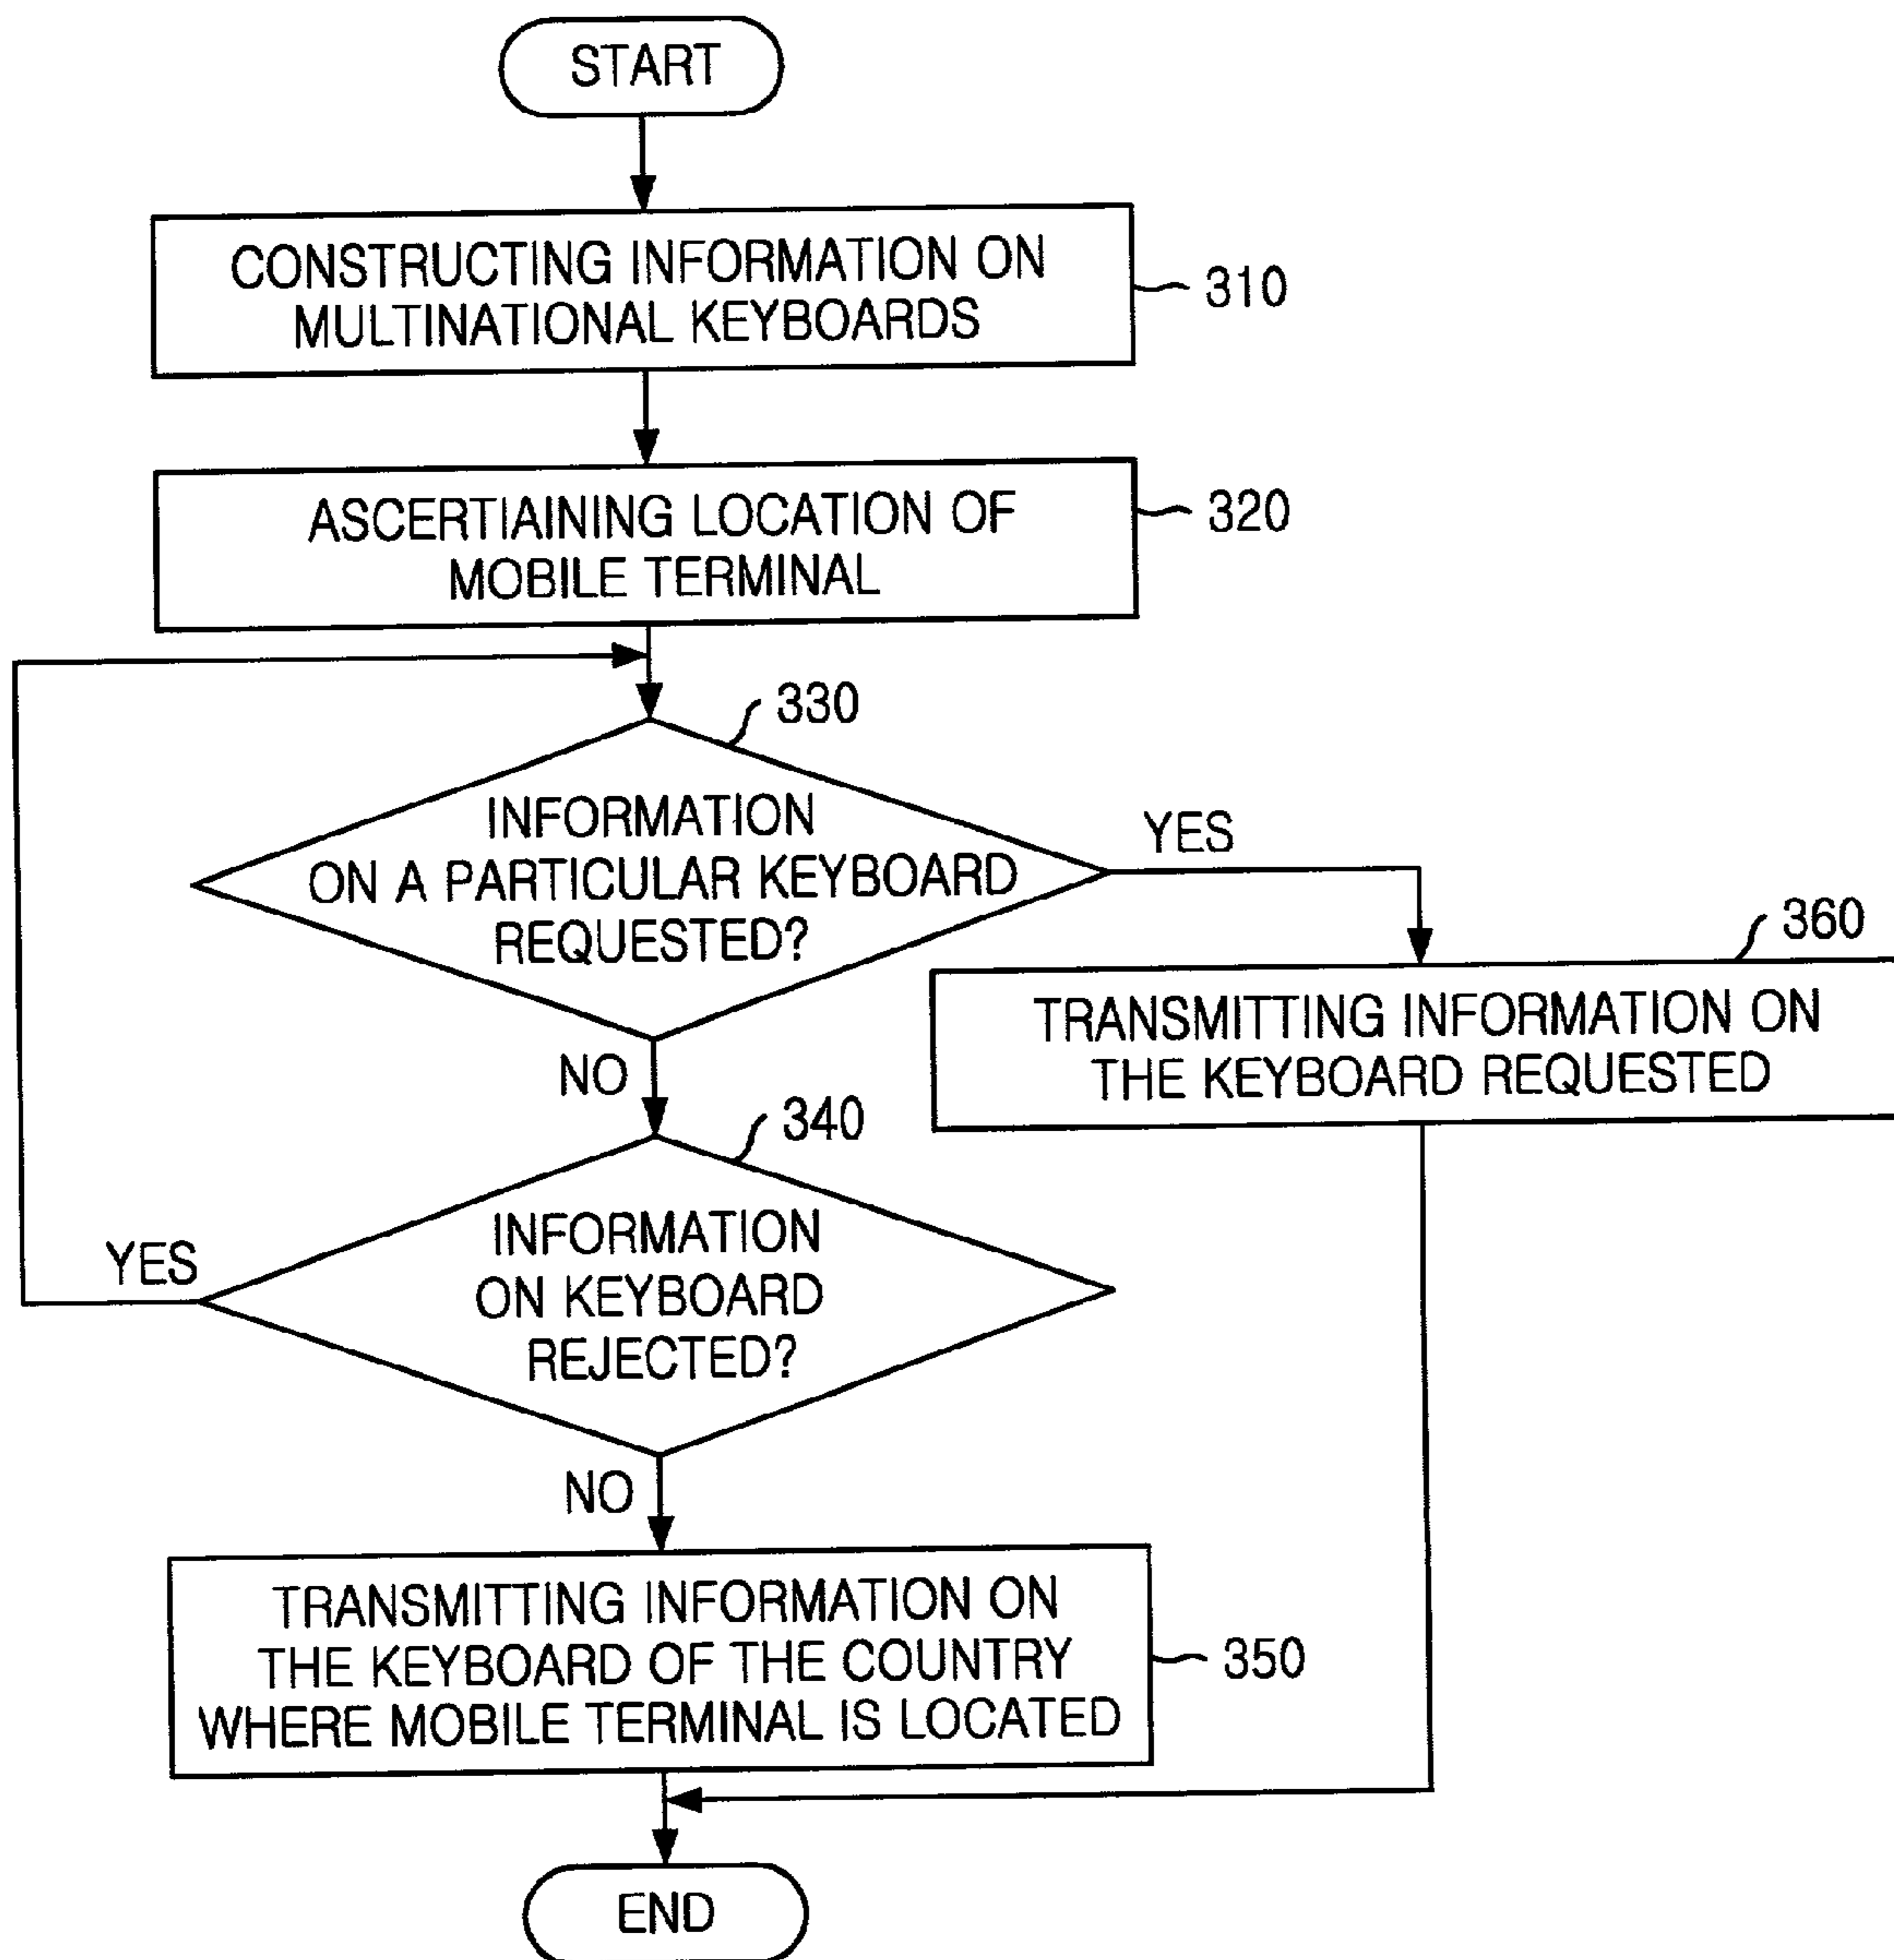 START
CONSTRUCTING INFORMATION ON
MULTINATIONAL KEYBOARDS
310
ASCERTIAINING LOCATION OF
MOBILE TERMINAL
320
330
INFORMATION
ON A PARTICULAR KEYBOARD
REQUESTED?
YES
360
TRANSMITTING INFORMATION ON
THE KEYBOARD REQUESTED
NO
340
INFORMATION
ON KEYBOARD
REJECTED?
YES
NO
TRANSMITTING INFORMATION ON
THE KEYBOARD OF THE COUNTRY
WHERE MOBILE TERMINAL IS LOCATED
350
END